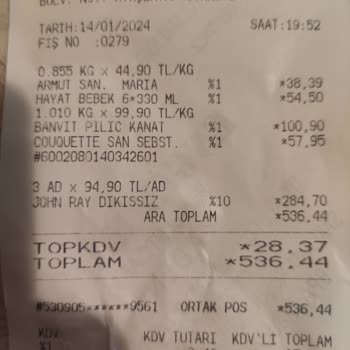 TARİH:14/01/2024 SAAT:19:52
FİŞ NO :0279
0.855 KG x 44,90 TL/KG
ARMUT SAN. MARIA %1 *38,39
HAYAT BEBEK 6*330 ML %1 *54,50
1.010 KG x 99,90 TL/KG
BANVIT PILIC KANAT %1 *100,90
COUQUETTE SAN SEBST. %1 *57,95
#6002080140342601
3 AD x 94,90 TL/AD
JOHN RAY DIKISSIZ %10 *284,70
ARA TOPLAM *536,44
TOPKDV *28,37
TOPLAM *536,44
#530905******9561 ORTAK POS *536,44
KDV KDV TUTARI KDV'Lİ TOPLAM
%1